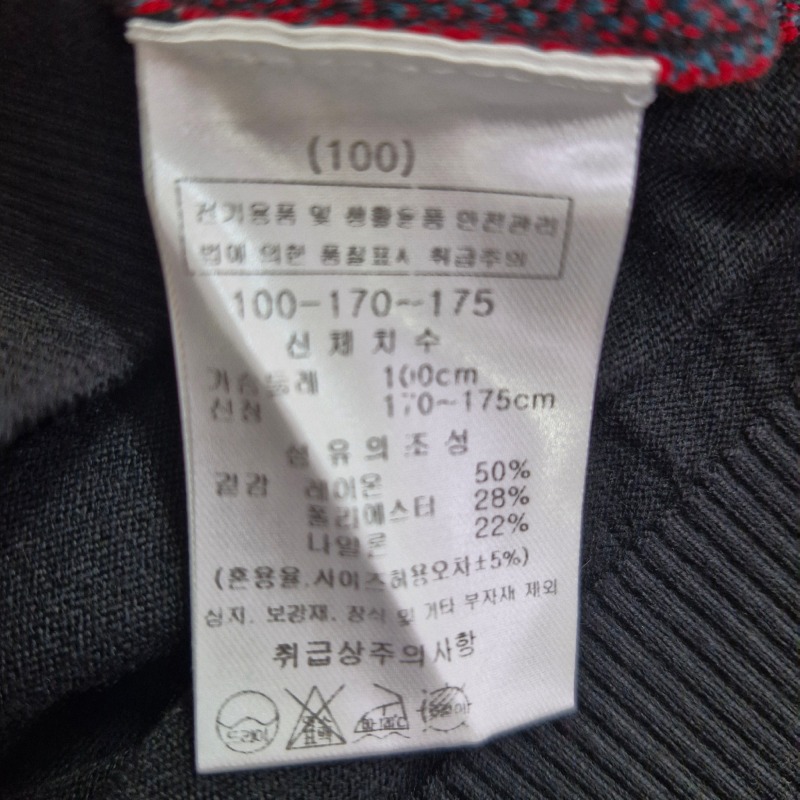 (100)
전기용품 및 생활용품 안전관리
법에 의한 품질표시 취급주의
100-170~175
신체치수
가슴둘레 100cm
신장 170~175cm
섬유의조성
겉감 레이온 50%
폴리에스터 28%
나일론 22%
(혼용율.사이즈허용오차±5%)
심지. 보강재. 장식 및 기타 부자재 제외
취급상주의사항
드라이 염소표백